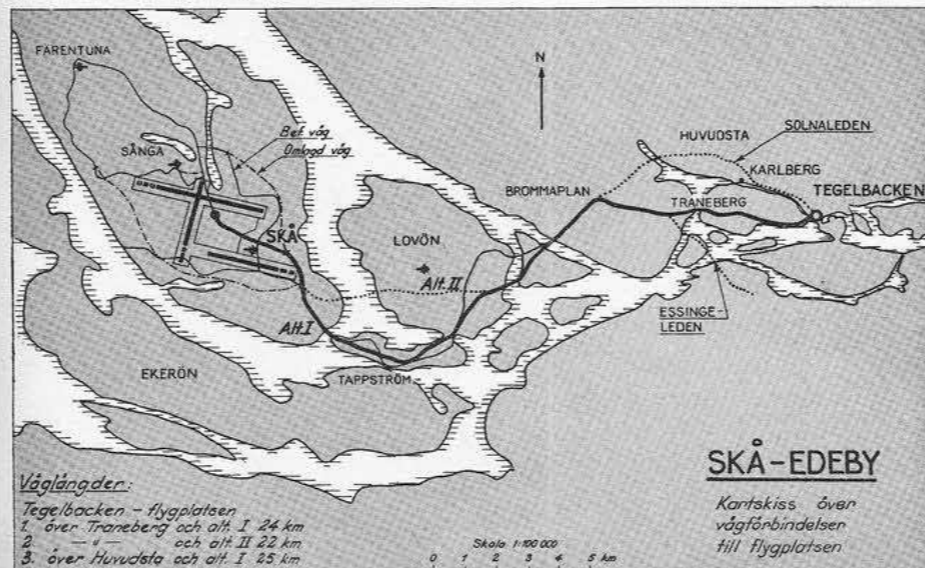 FÄRENTUNA
N
Bef. väg
Omlagd väg
SÅNGA
HUVUDSTA
SOLNALEDEN
KARLBERG
TEGELBACKEN
BROMMAPLAN
TRANEBERG
SKÅ
LOVÖN
Alt. II
ESSINGE-
LEDEN
Alt. I
EKERÖN
TAPPSTRÖM
SKÅ-EDEBY
Kartskiss över
vägförbindelser
till flygplatsen
Väglängder:
Tegelbacken - flygplatsen
1. över Traneberg och alt. I 24 km
2. —"— och alt. II 22 km
3. över Huvudsta och alt. I 25 km
Skala 1:100 000
0 1 2 3 4 5 km